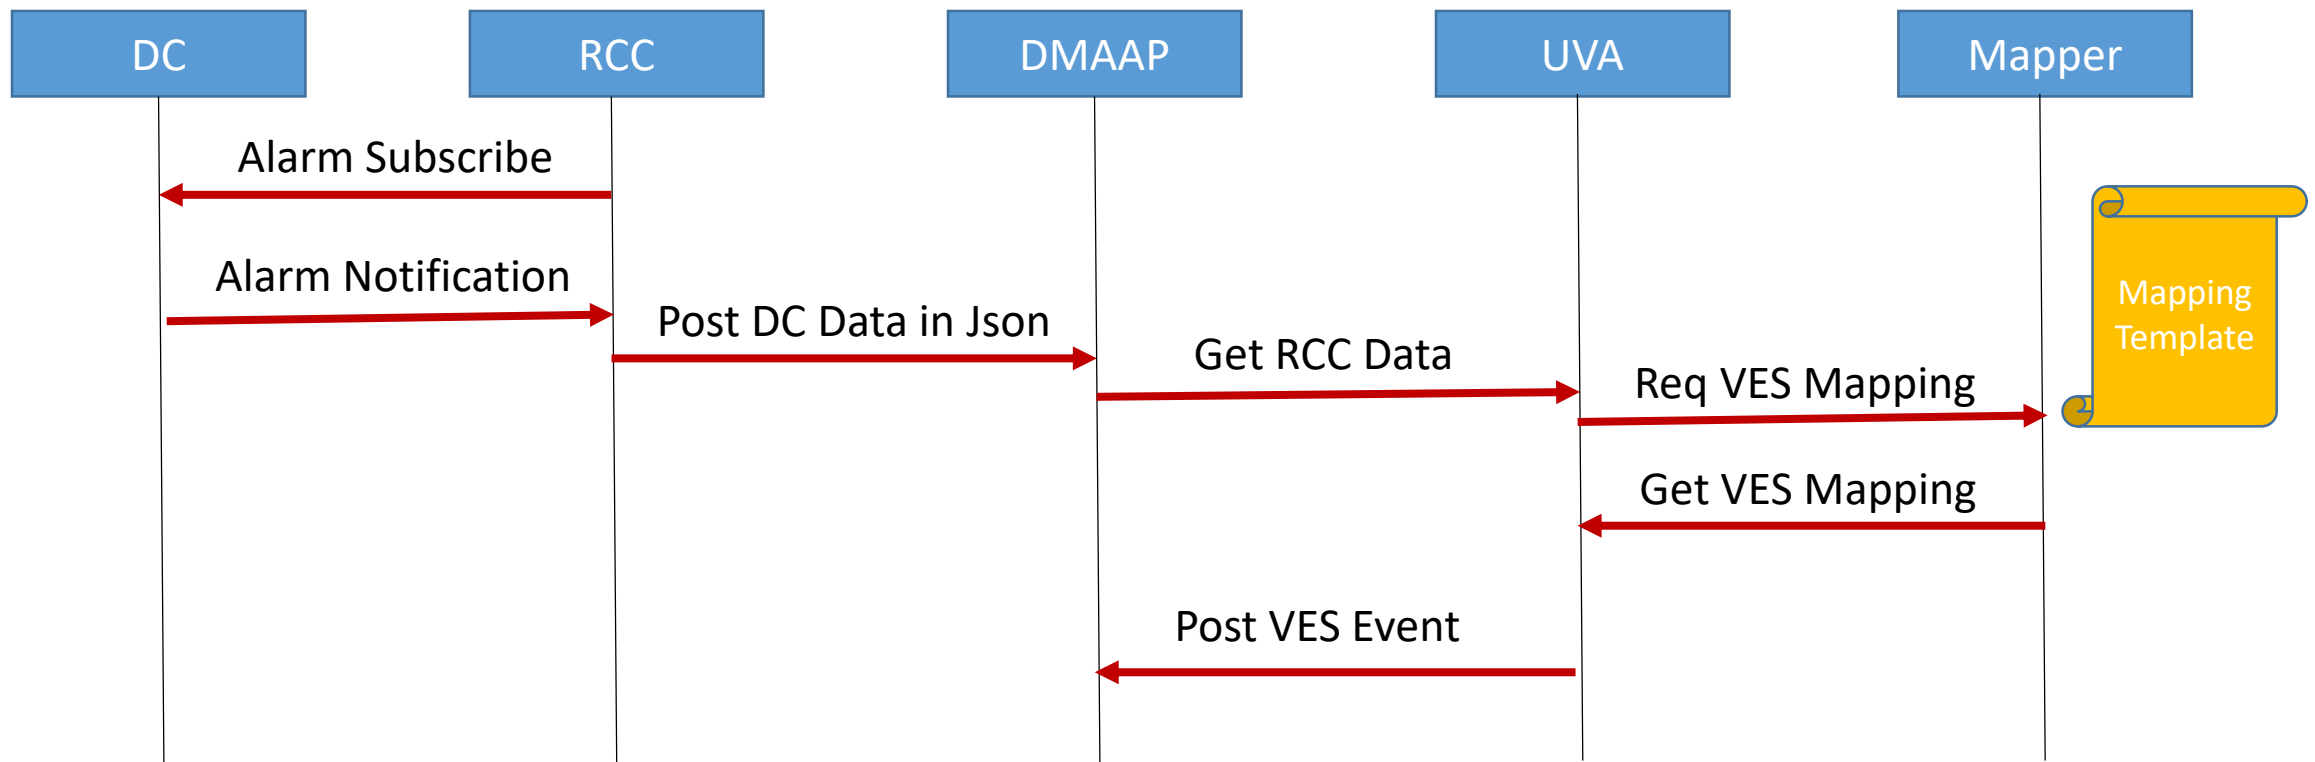 DC
RCC
DMAAP
UVA
Mapper
Alarm Subscribe
Alarm Notification
Post DC Data in Json
Get RCC Data
Req VES Mapping
Mapping
Template
Get VES Mapping
Post VES Event